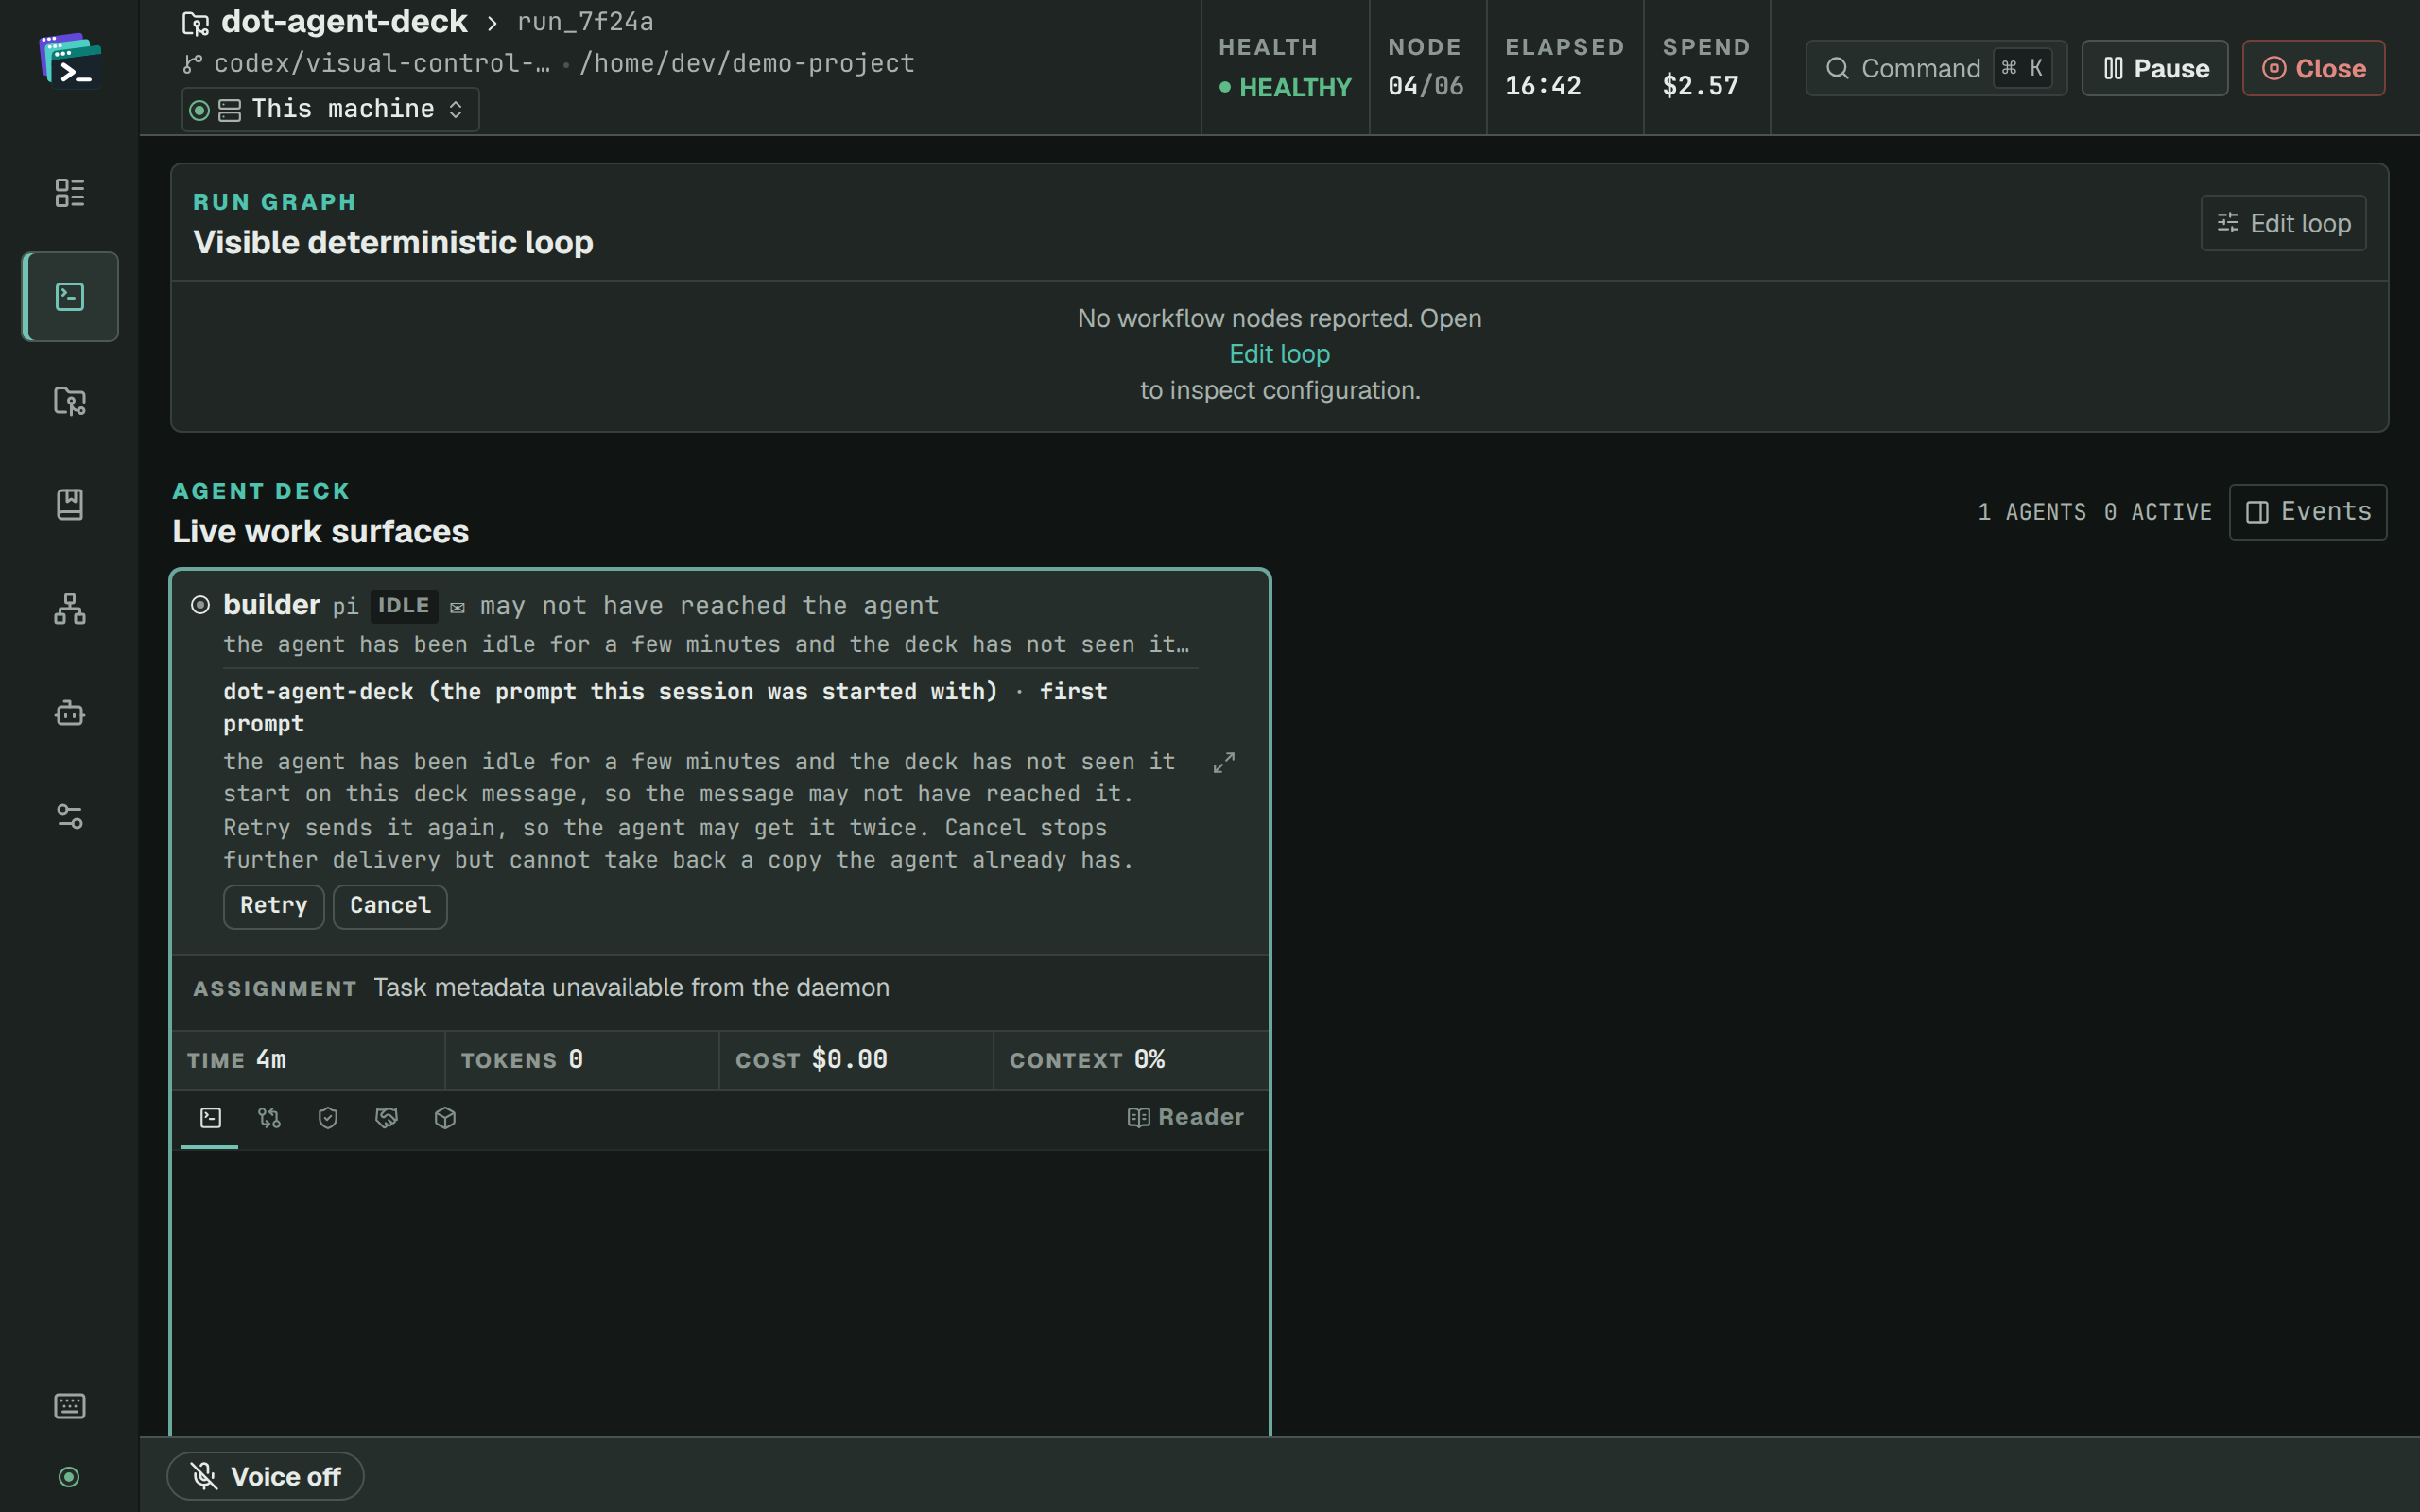 dot-agent-deck › run_7f24a
codex/visual-control-… • /home/dev/demo-project
This machine
HEALTH
HEALTHY
NODE
04/06
ELAPSED
16:42
SPEND
$2.57
Command ⌘ K
Pause
Close
RUN GRAPH
Visible deterministic loop
Edit loop
No workflow nodes reported. Open
Edit loop
to inspect configuration.
AGENT DECK
Live work surfaces
1 AGENTS 0 ACTIVE
Events
builder pi IDLE ✉ may not have reached the agent
the agent has been idle for a few minutes and the deck has not seen it…
dot-agent-deck (the prompt this session was started with) · first
prompt
the agent has been idle for a few minutes and the deck has not seen it
start on this deck message, so the message may not have reached it.
Retry sends it again, so the agent may get it twice. Cancel stops
further delivery but cannot take back a copy the agent already has.
Retry Cancel
ASSIGNMENT Task metadata unavailable from the daemon
TIME 4m TOKENS 0 COST $0.00 CONTEXT 0%
Reader
Voice off